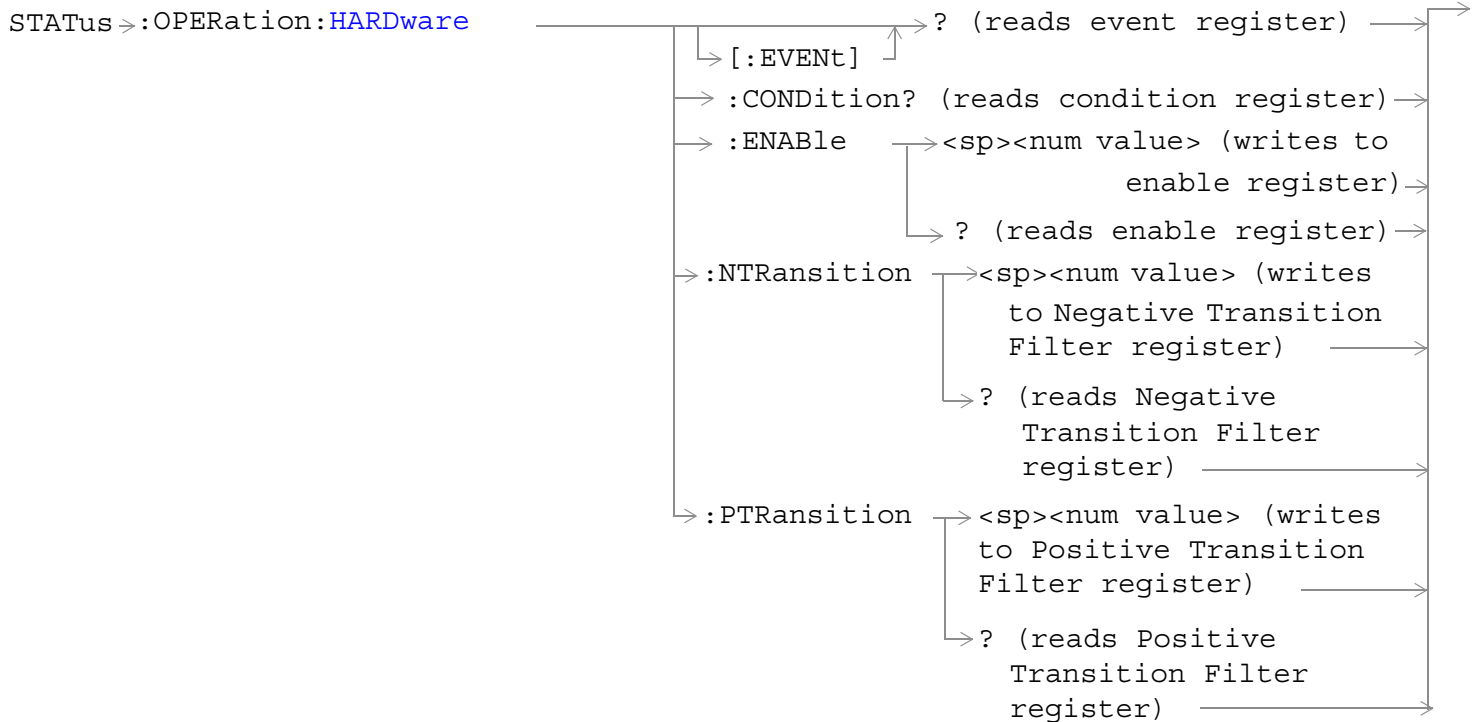 STATus :OPERation:HARDware ? (reads event register)
[:EVENt]
:CONDition? (reads condition register)
:ENABle <sp><num value> (writes to
enable register)
? (reads enable register)
:NTRansition <sp><num value> (writes
to Negative Transition
Filter register)
? (reads Negative
Transition Filter
register)
:PTRansition <sp><num value> (writes
to Positive Transition
Filter register)
? (reads Positive
Transition Filter
register)